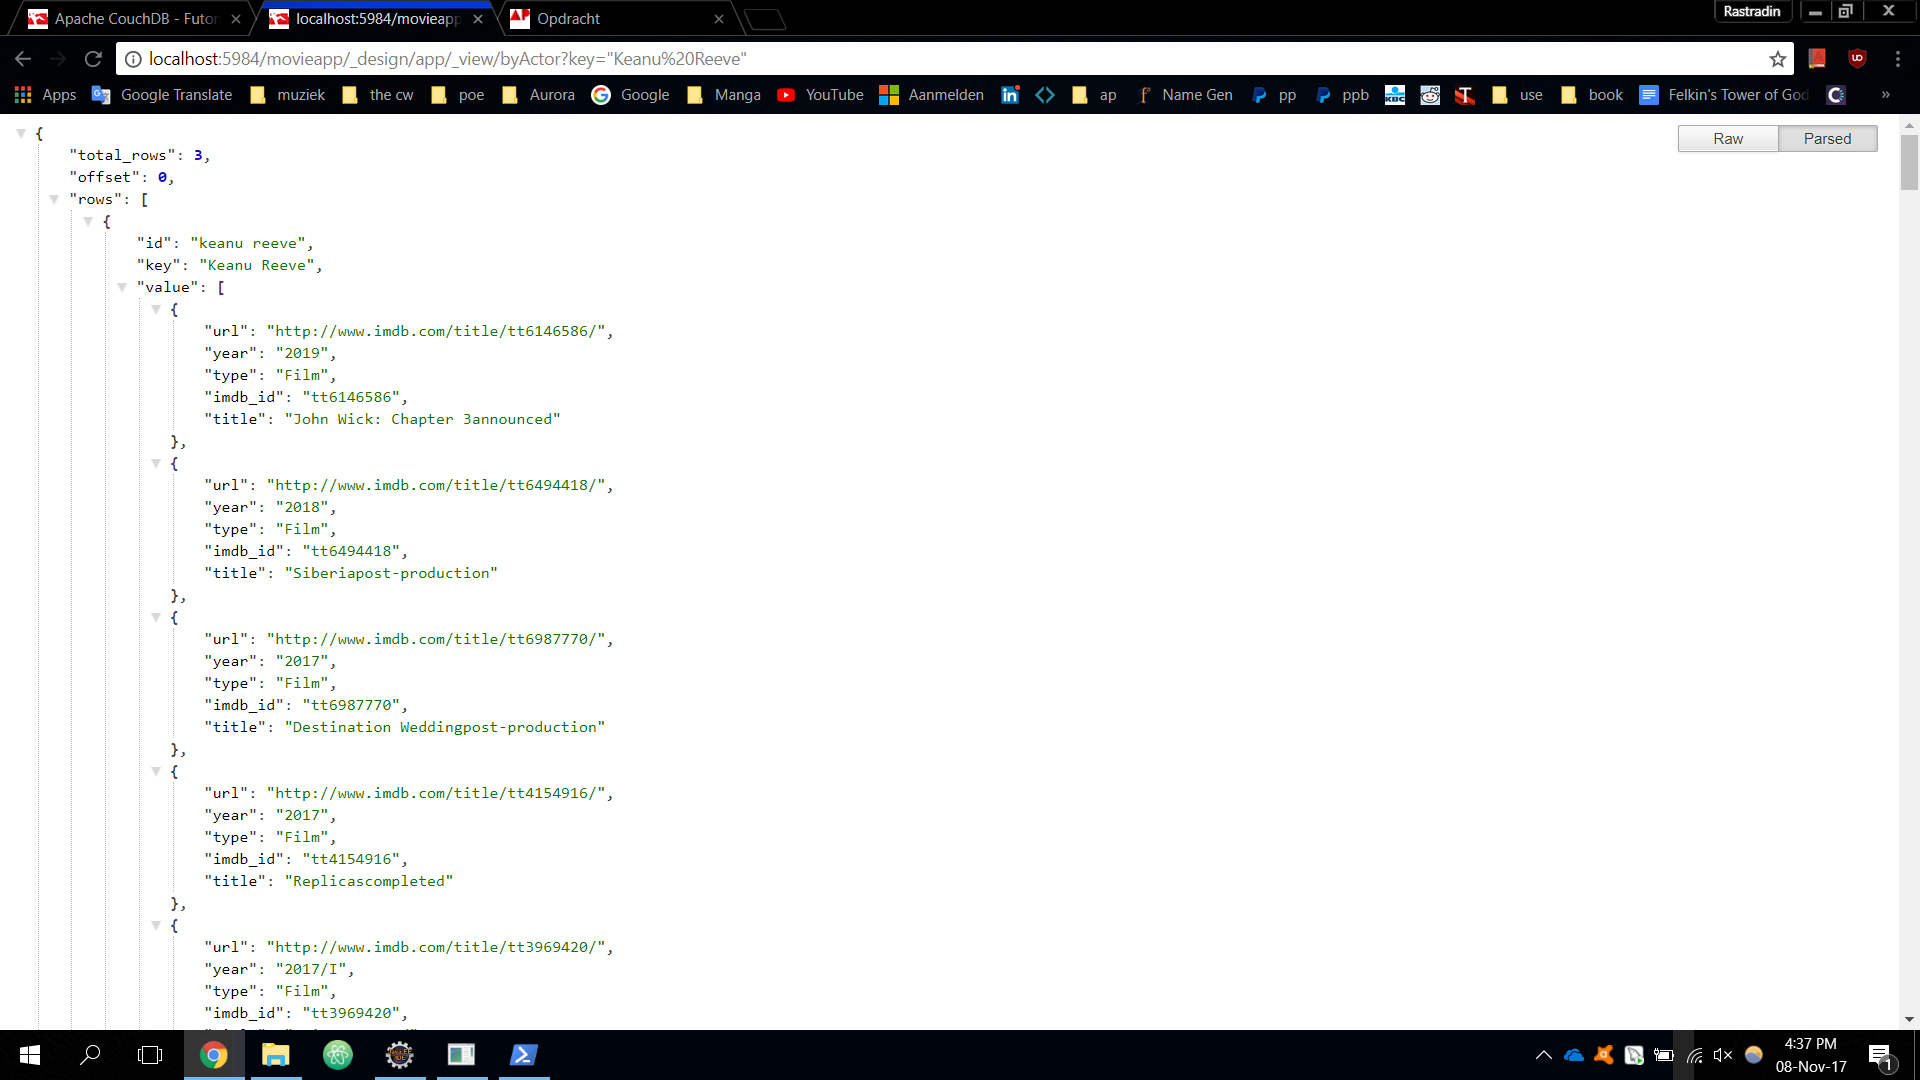 Apache CouchDB - Futon
localhost:5984/movieapp
Opdracht
Rastradin
localhost:5984/movieapp/_design/app/_view/byActor?key="Keanu%20Reeve"
Apps Google Translate muziek the cw poe Aurora Google Manga YouTube Aanmelden ap Name Gen pp ppb use book Felkin's Tower of God »
Raw Parsed
{
"total_rows": 3,
"offset": 0,
"rows": [
{
"id": "keanu reeve",
"key": "Keanu Reeve",
"value": [
{
"url": "http://www.imdb.com/title/tt6146586/",
"year": "2019",
"type": "Film",
"imdb_id": "tt6146586",
"title": "John Wick: Chapter 3announced"
},
{
"url": "http://www.imdb.com/title/tt6494418/",
"year": "2018",
"type": "Film",
"imdb_id": "tt6494418",
"title": "Siberiapost-production"
},
{
"url": "http://www.imdb.com/title/tt6987770/",
"year": "2017",
"type": "Film",
"imdb_id": "tt6987770",
"title": "Destination Weddingpost-production"
},
{
"url": "http://www.imdb.com/title/tt4154916/",
"year": "2017",
"type": "Film",
"imdb_id": "tt4154916",
"title": "Replicascompleted"
},
{
"url": "http://www.imdb.com/title/tt3969420/",
"year": "2017/I",
"type": "Film",
"imdb_id": "tt3969420",
4:37 PM
08-Nov-17
1